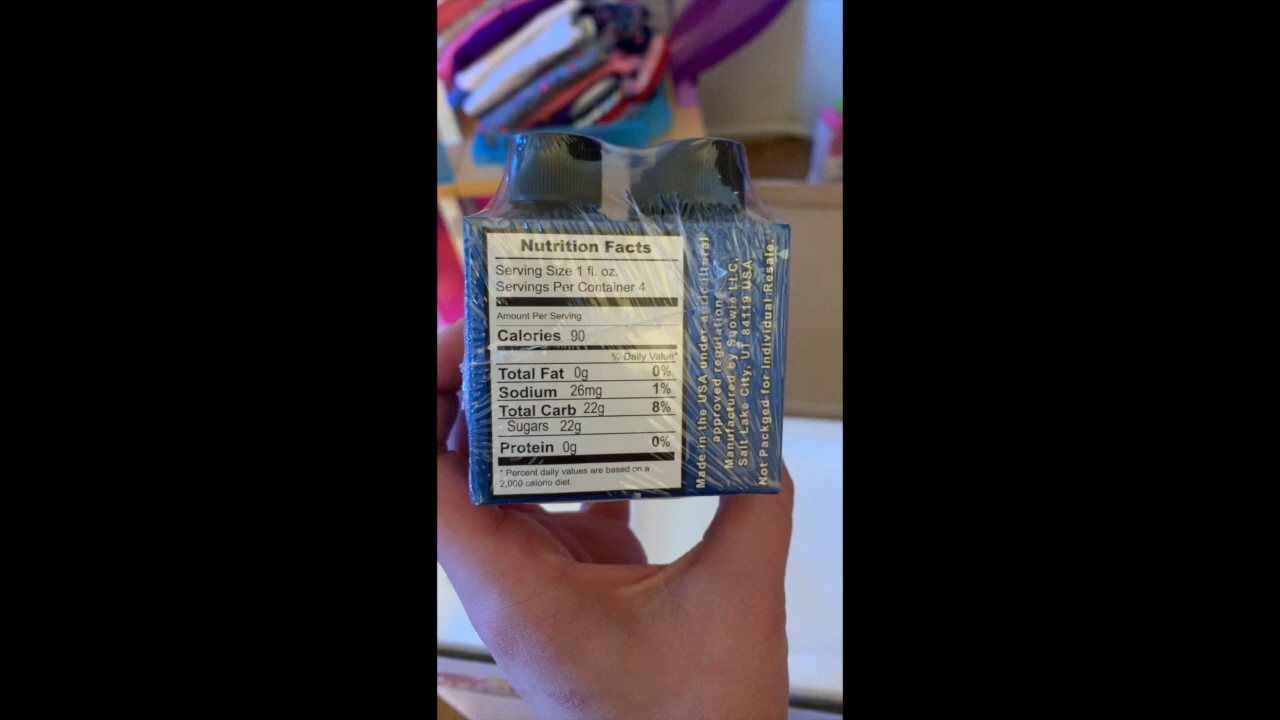 Nutrition Facts
Serving Size 1 fl. oz.
Servings Per Container 4
Amount Per Serving
Calories 90
% Daily Value*
Total Fat 0g 0%
Sodium 26mg 1%
Total Carb 22g 8%
Sugars 22g
Protein 0g 0%
* Percent daily values are based on a
2,000 calorie diet.
Made in the USA under agricultural
approved regulations.
Manufactured by Snowie LLC,
Salt Lake City, UT 84119 USA
Not Packged for Individual Resale.